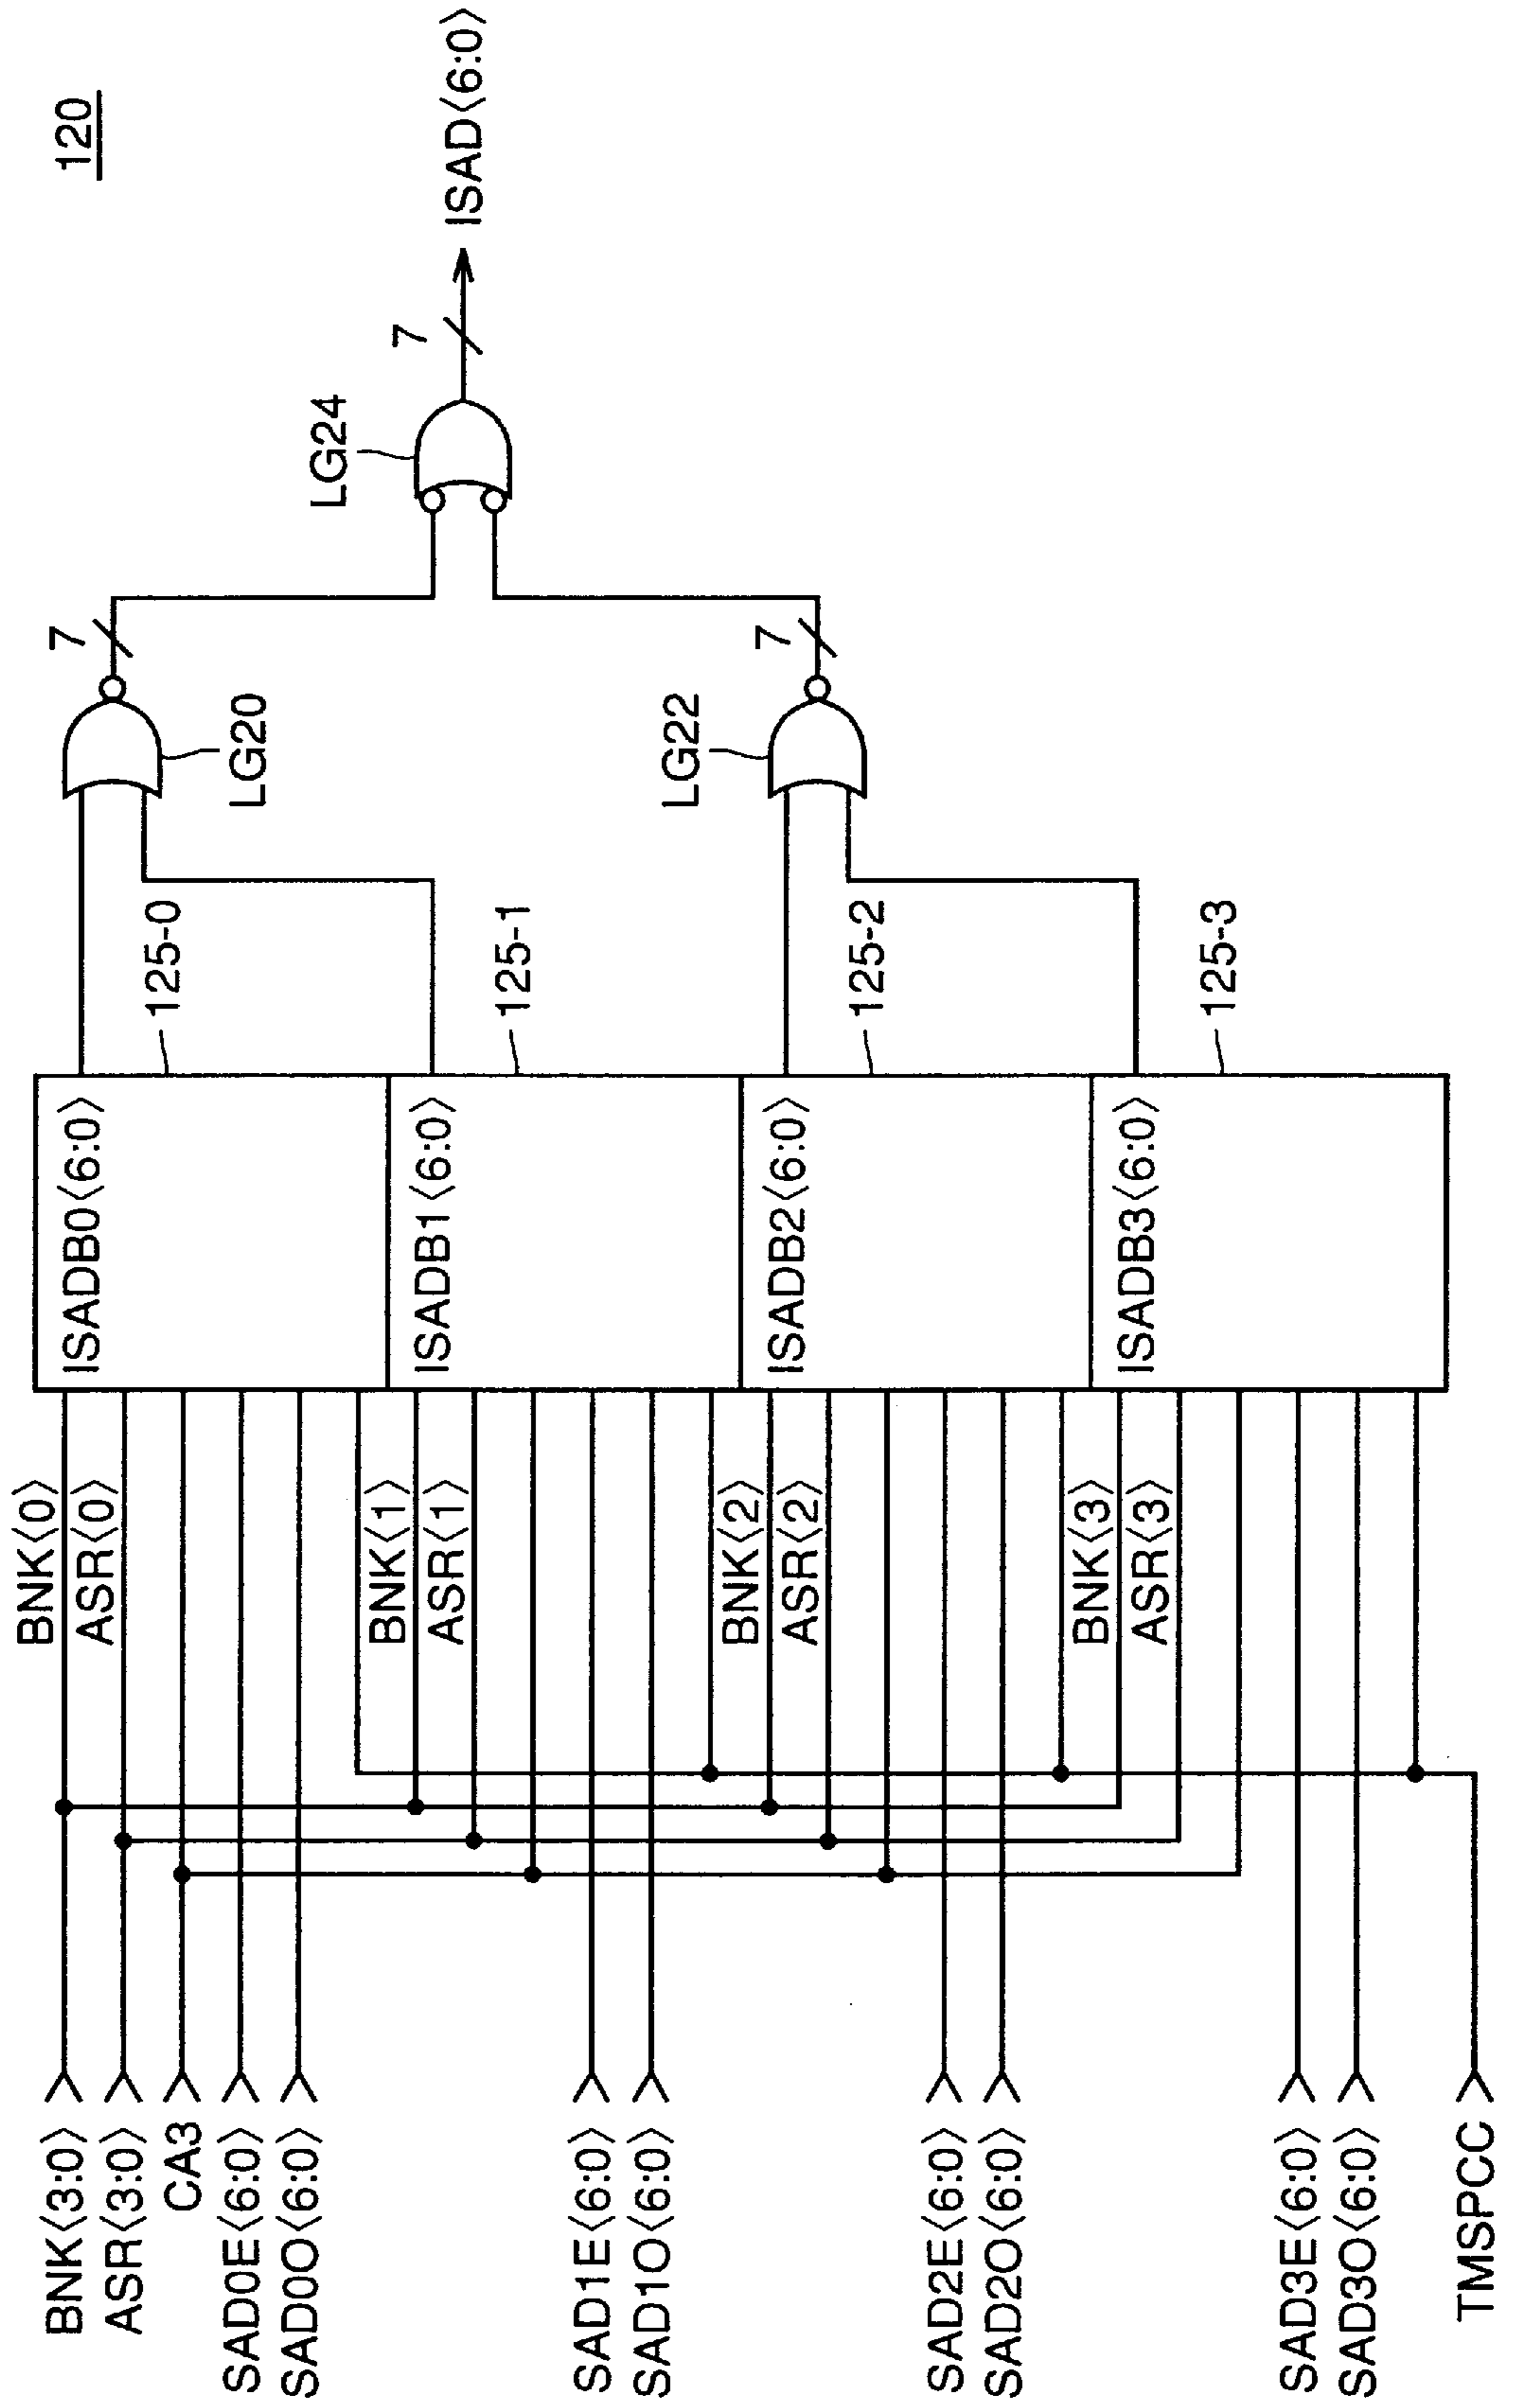 120
BNK〈3:0〉
ASR〈3:0〉
CA3
SAD0E〈6:0〉
SAD0O〈6:0〉
SAD1E〈6:0〉
SAD1O〈6:0〉
SAD2E〈6:0〉
SAD2O〈6:0〉
SAD3E〈6:0〉
SAD3O〈6:0〉
TMSPCC
BNK〈0〉
ASR〈0〉
BNK〈1〉
ASR〈1〉
BNK〈2〉
ASR〈2〉
BNK〈3〉
ASR〈3〉
ISADB0〈6:0〉
ISADB1〈6:0〉
ISADB2〈6:0〉
ISADB3〈6:0〉
125-0
125-1
125-2
125-3
LG20
LG22
7
7
LG24
7
ISAD〈6:0〉